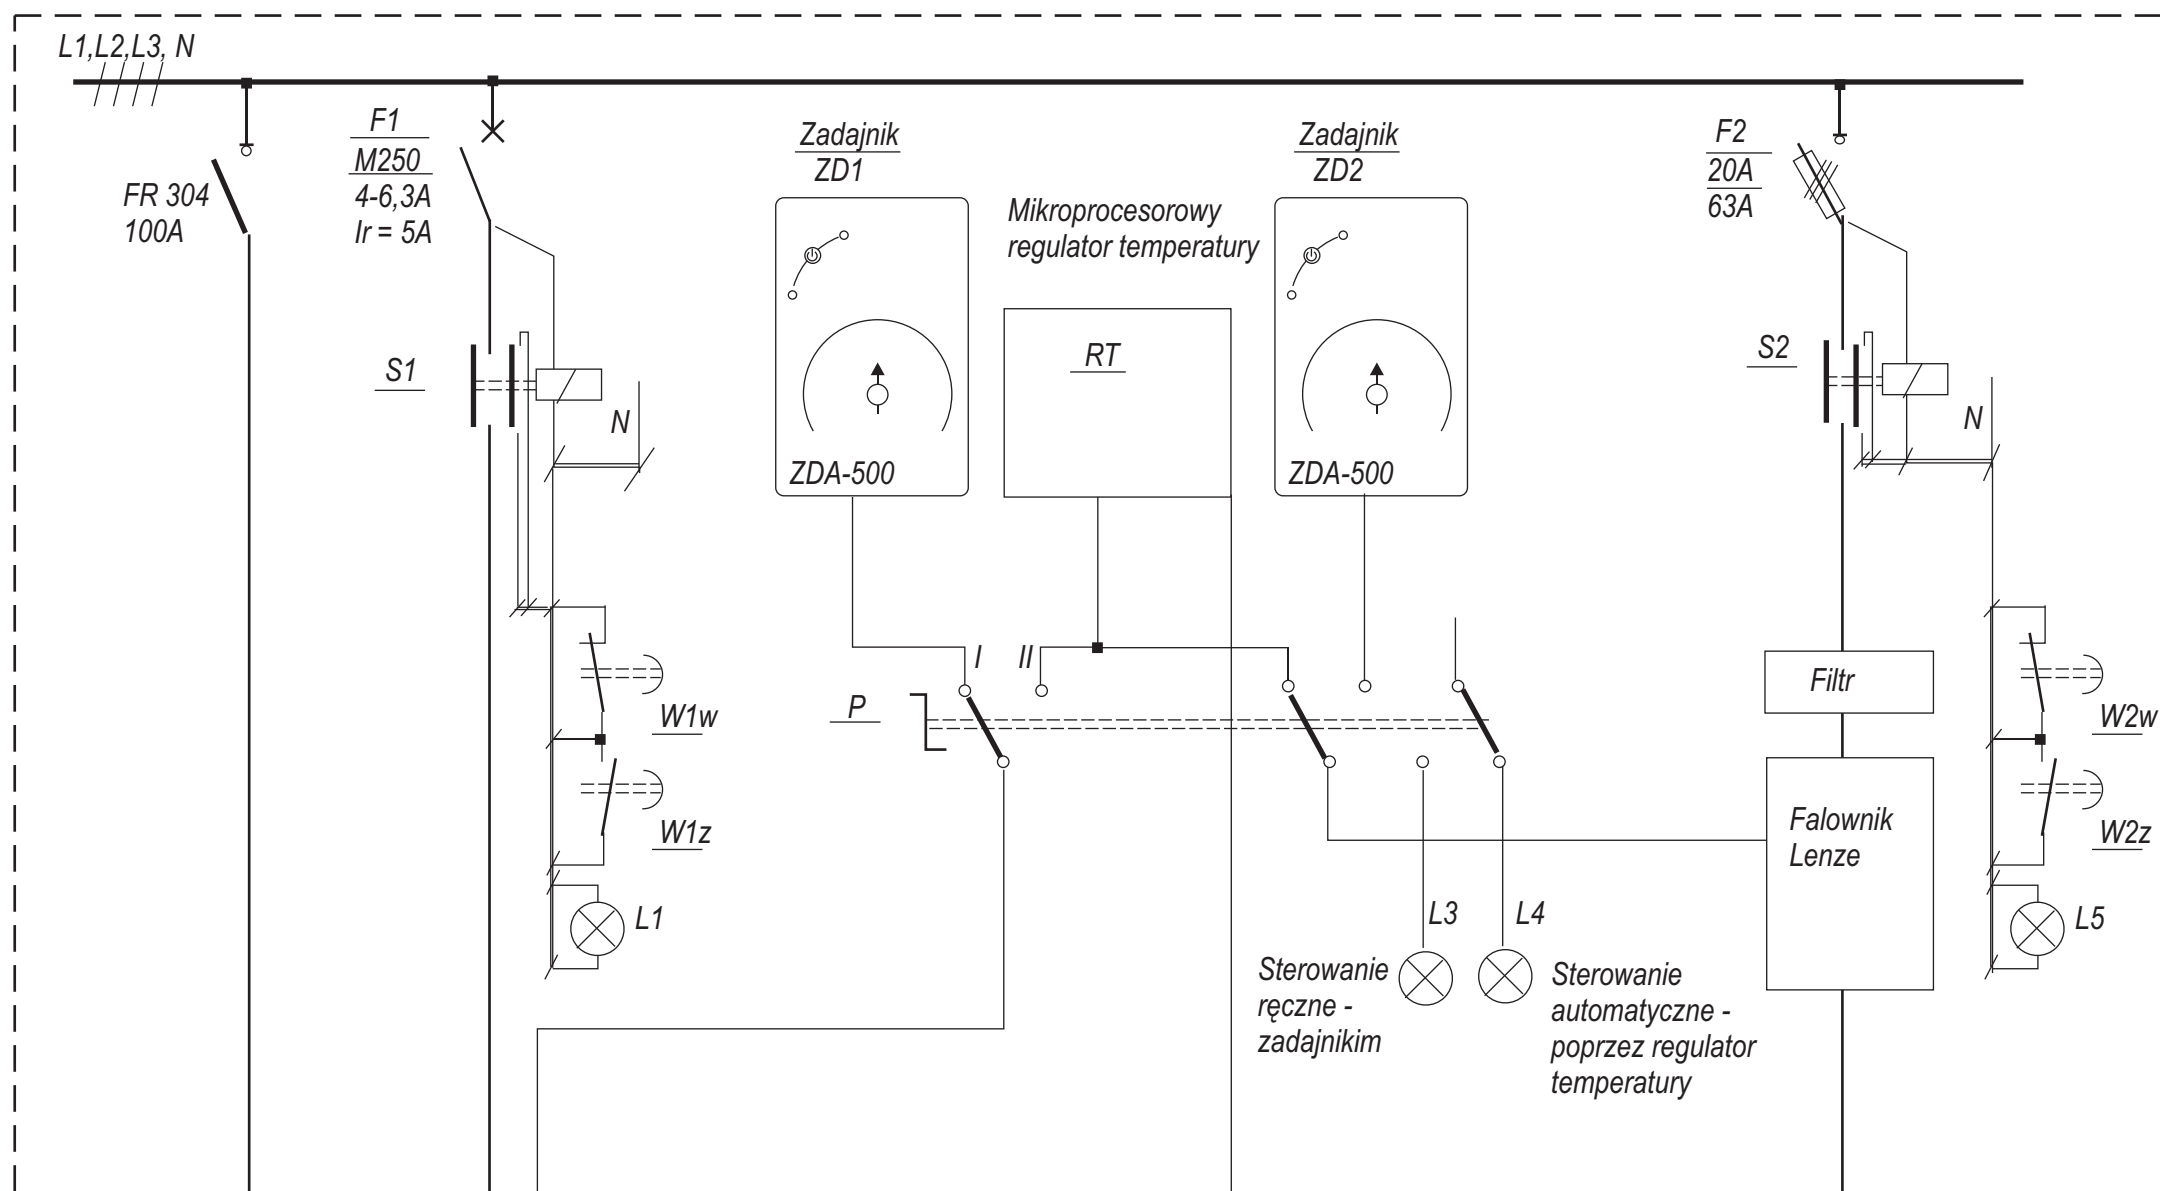 L1,L2,L3, N
FR 304
100A
F1
M250
4-6,3A
Ir = 5A
S1
N
W1w
W1z
L1
Zadajnik
ZD1
ZDA-500
Mikroprocesorowy
regulator temperatury
RT
Zadajnik
ZD2
ZDA-500
I
II
P
L3
L4
Sterowanie
ręczne -
zadajnikim
Sterowanie
automatyczne -
poprzez regulator
temperatury
F2
20A
63A
S2
N
Filtr
Falownik
Lenze
W2w
W2z
L5